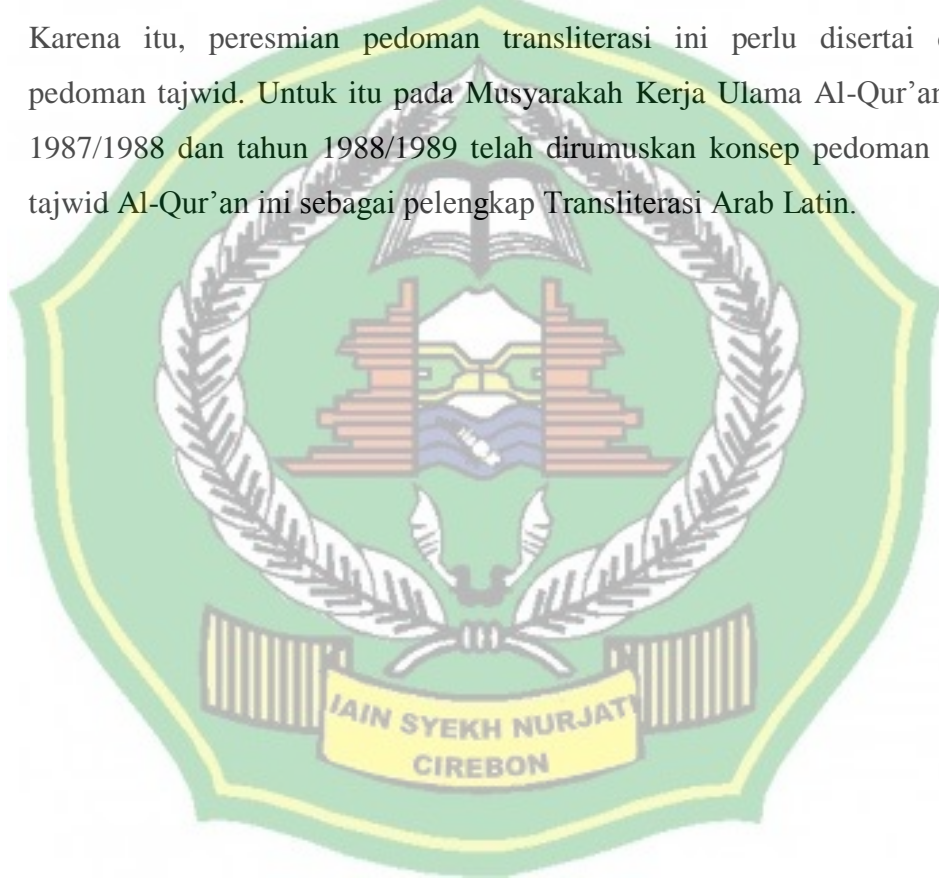 Karena itu, peresmian pedoman transliterasi ini perlu disertai
pedoman tajwid. Untuk itu pada Musyarakah Kerja Ulama Al-Qur’an
1987/1988 dan tahun 1988/1989 telah dirumuskan konsep pedoman
tajwid Al-Qur’an ini sebagai pelengkap Transliterasi Arab Latin.
IAIN SYEKH NURJATI
CIREBON